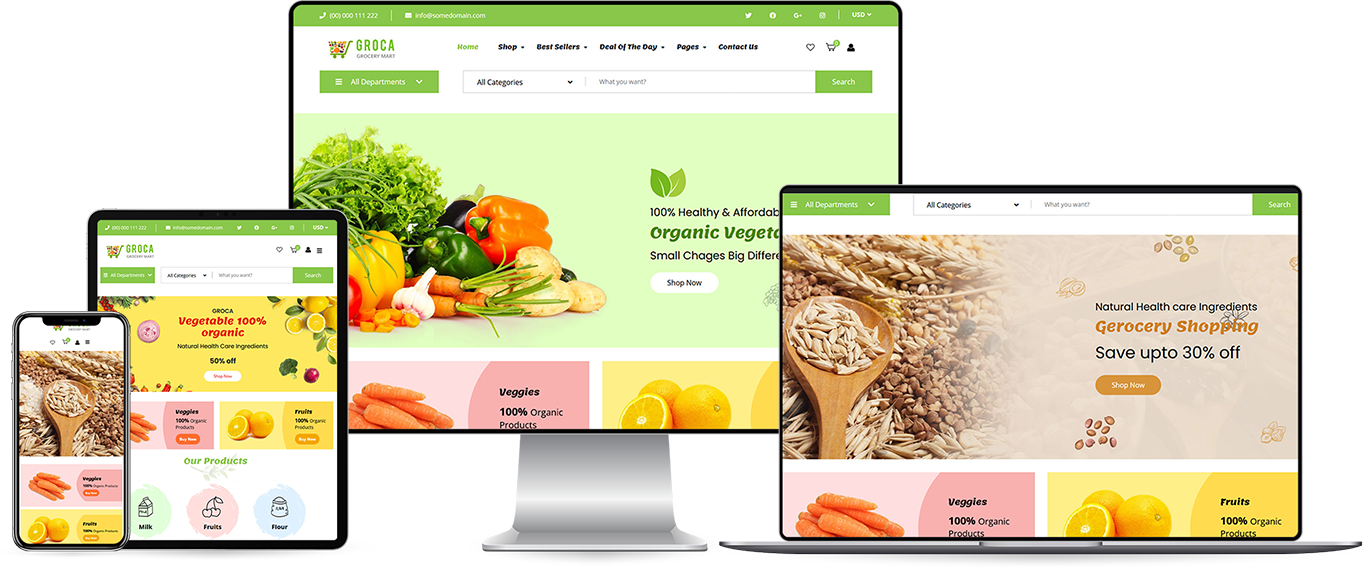 (00) 000 111 222
info@somedomain.com
USD
GROCA
GROCERY MART
Home
Shop
Best Sellers
Deal Of The Day
Pages
Contact Us
0
All Departments
All Categories
What you want?
Search
100% Healthy & Affordab
Organic Vegeta
Small Chages Big Differe
Shop Now
Veggies
100% Organic
Products
All Departments
All Categories
What you want?
Search
Natural Health care Ingredients
Gerocery Shopping
Save upto 30% off
Shop Now
Veggies
100% Organic
Products
Fruits
100% Organic
Products
(00) 000 111 222
info@somedomain.com
USD
GROCA
GROCERY MART
All Departments
All Categories
What you want?
Search
GROCA
Vegetable 100%
organic
Natural Health Care Ingredients
50% off
Shop Now
Veggies
100% Organic
Products
Buy Now
Fruits
100% Organic
Products
Buy Now
Our Products
Milk
Fruits
Flour
GROCERY MART
Veggies
100% Organic Products
Buy Now
Fruits
100% Organic Products
Buy Now